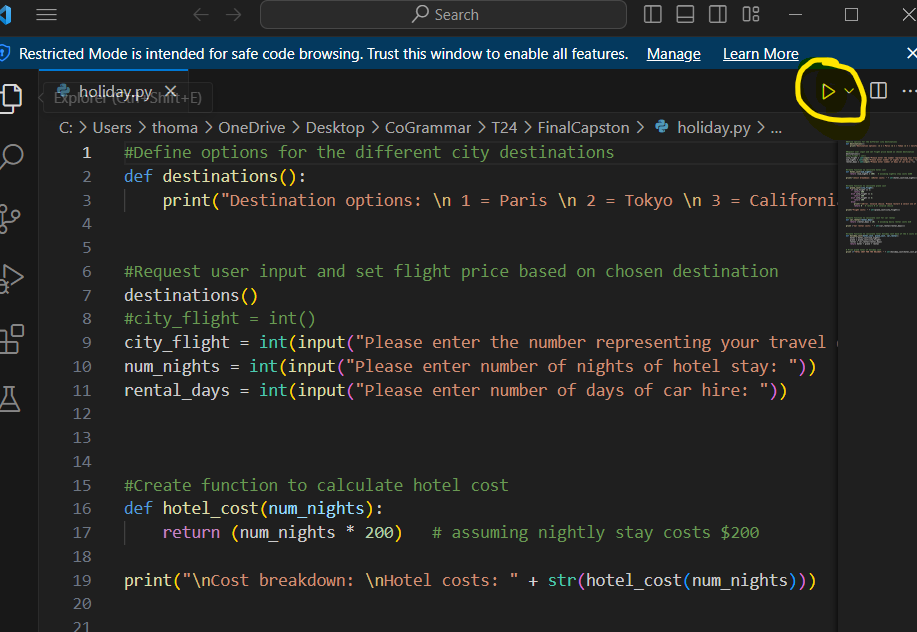 Search
Restricted Mode is intended for safe code browsing. Trust this window to enable all features. Manage Learn More
holiday.py
Explorer (Ctrl+Shift+E)
C: > Users > thoma > OneDrive > Desktop > CoGrammar > T24 > FinalCapston > holiday.py > ...
1 #Define options for the different city destinations
2 def destinations():
3     print("Destination options: \n 1 = Paris \n 2 = Tokyo \n 3 = California
4
5
6 #Request user input and set flight price based on chosen destination
7 destinations()
8 #city_flight = int()
9 city_flight = int(input("Please enter the number representing your travel
10 num_nights = int(input("Please enter number of nights of hotel stay: "))
11 rental_days = int(input("Please enter number of days of car hire: "))
12
13
14
15 #Create function to calculate hotel cost
16 def hotel_cost(num_nights):
17     return (num_nights * 200)   # assuming nightly stay costs $200
18
19 print("\nCost breakdown: \nHotel costs: " + str(hotel_cost(num_nights)))
20
21